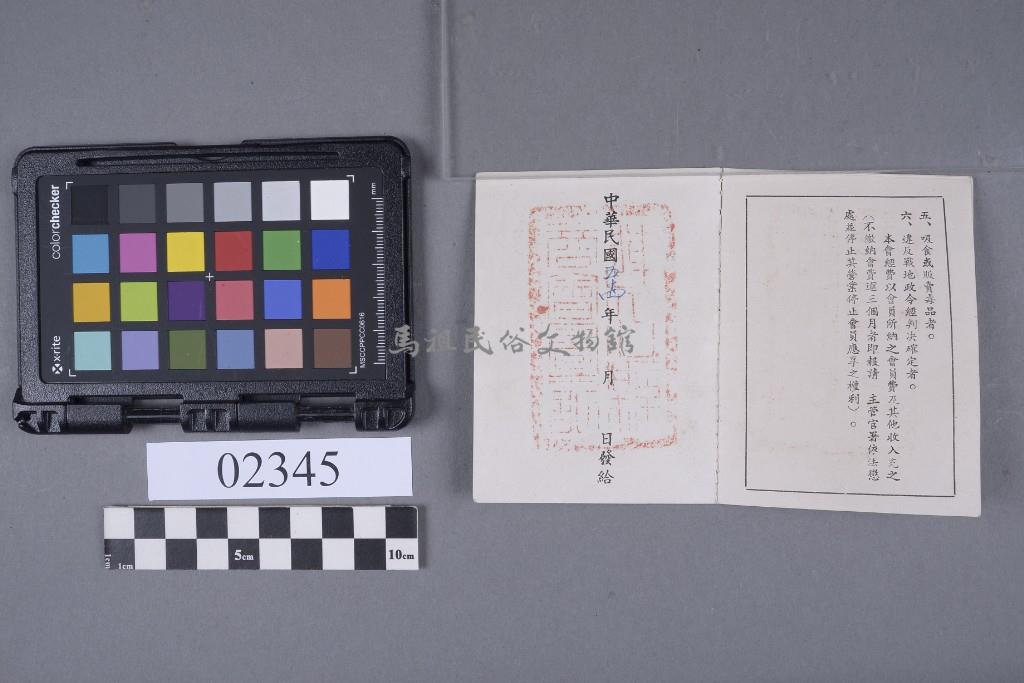 colorchecker
x·rite
mm
MSCCPPCC0616
02345
1cm
1cm
5cm
10cm
五、吸食或販賣毒品者。
六、違反戰地政令經判決確定者。
本會經費以會員所納之會員費及其他收入充之
(不繳納會費逾三個月者即報請 主管官署依法懲
處並停止其營業停止會員應享之權利)。
中華民國 年 月 日發給
馬祖民俗文物館